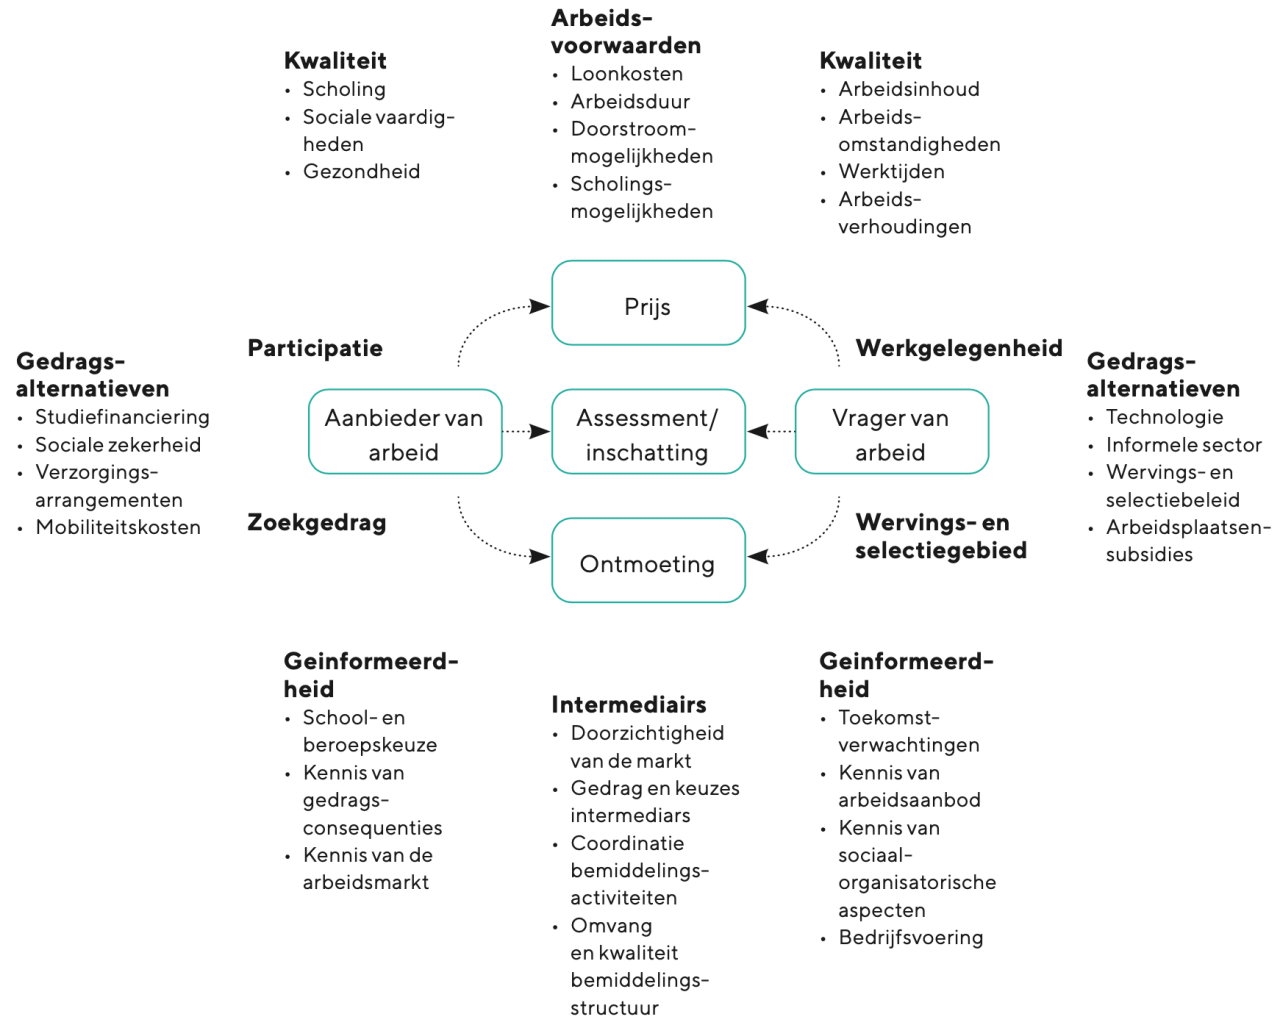 Kwaliteit
• Scholing
• Sociale vaardig-
heden
• Gezondheid
Arbeids-
voorwaarden
• Loonkosten
• Arbeidsduur
• Doorstroom-
mogelijkheden
• Scholings-
mogelijkheden
Kwaliteit
• Arbeidsinhoud
• Arbeids-
omstandigheden
• Werktijden
• Arbeids-
verhoudingen
Gedrags-
alternatieven
• Studiefinanciering
• Sociale zekerheid
• Verzorgings-
arrangementen
• Mobiliteitskosten
Participatie
Zoekgedrag
Aanbieder van
arbeid
Prijs
Assessment/
inschatting
Ontmoeting
Werkgelegenheid
Vrager van
arbeid
Wervings- en
selectiegebied
Gedrags-
alternatieven
• Technologie
• Informele sector
• Wervings- en
selectiebeleid
• Arbeidsplaatsen-
subsidies
Geinformeerd-
heid
• School- en
beroepskeuze
• Kennis van
gedrags-
consequenties
• Kennis van de
arbeidsmarkt
Intermediairs
• Doorzichtigheid
van de markt
• Gedrag en keuzes
intermediars
• Coordinatie
bemiddelings-
activiteiten
• Omvang
en kwaliteit
bemiddelings-
structuur
Geinformeerd-
heid
• Toekomst-
verwachtingen
• Kennis van
arbeidsaanbod
• Kennis van
sociaal-
organisatorische
aspecten
• Bedrijfsvoering